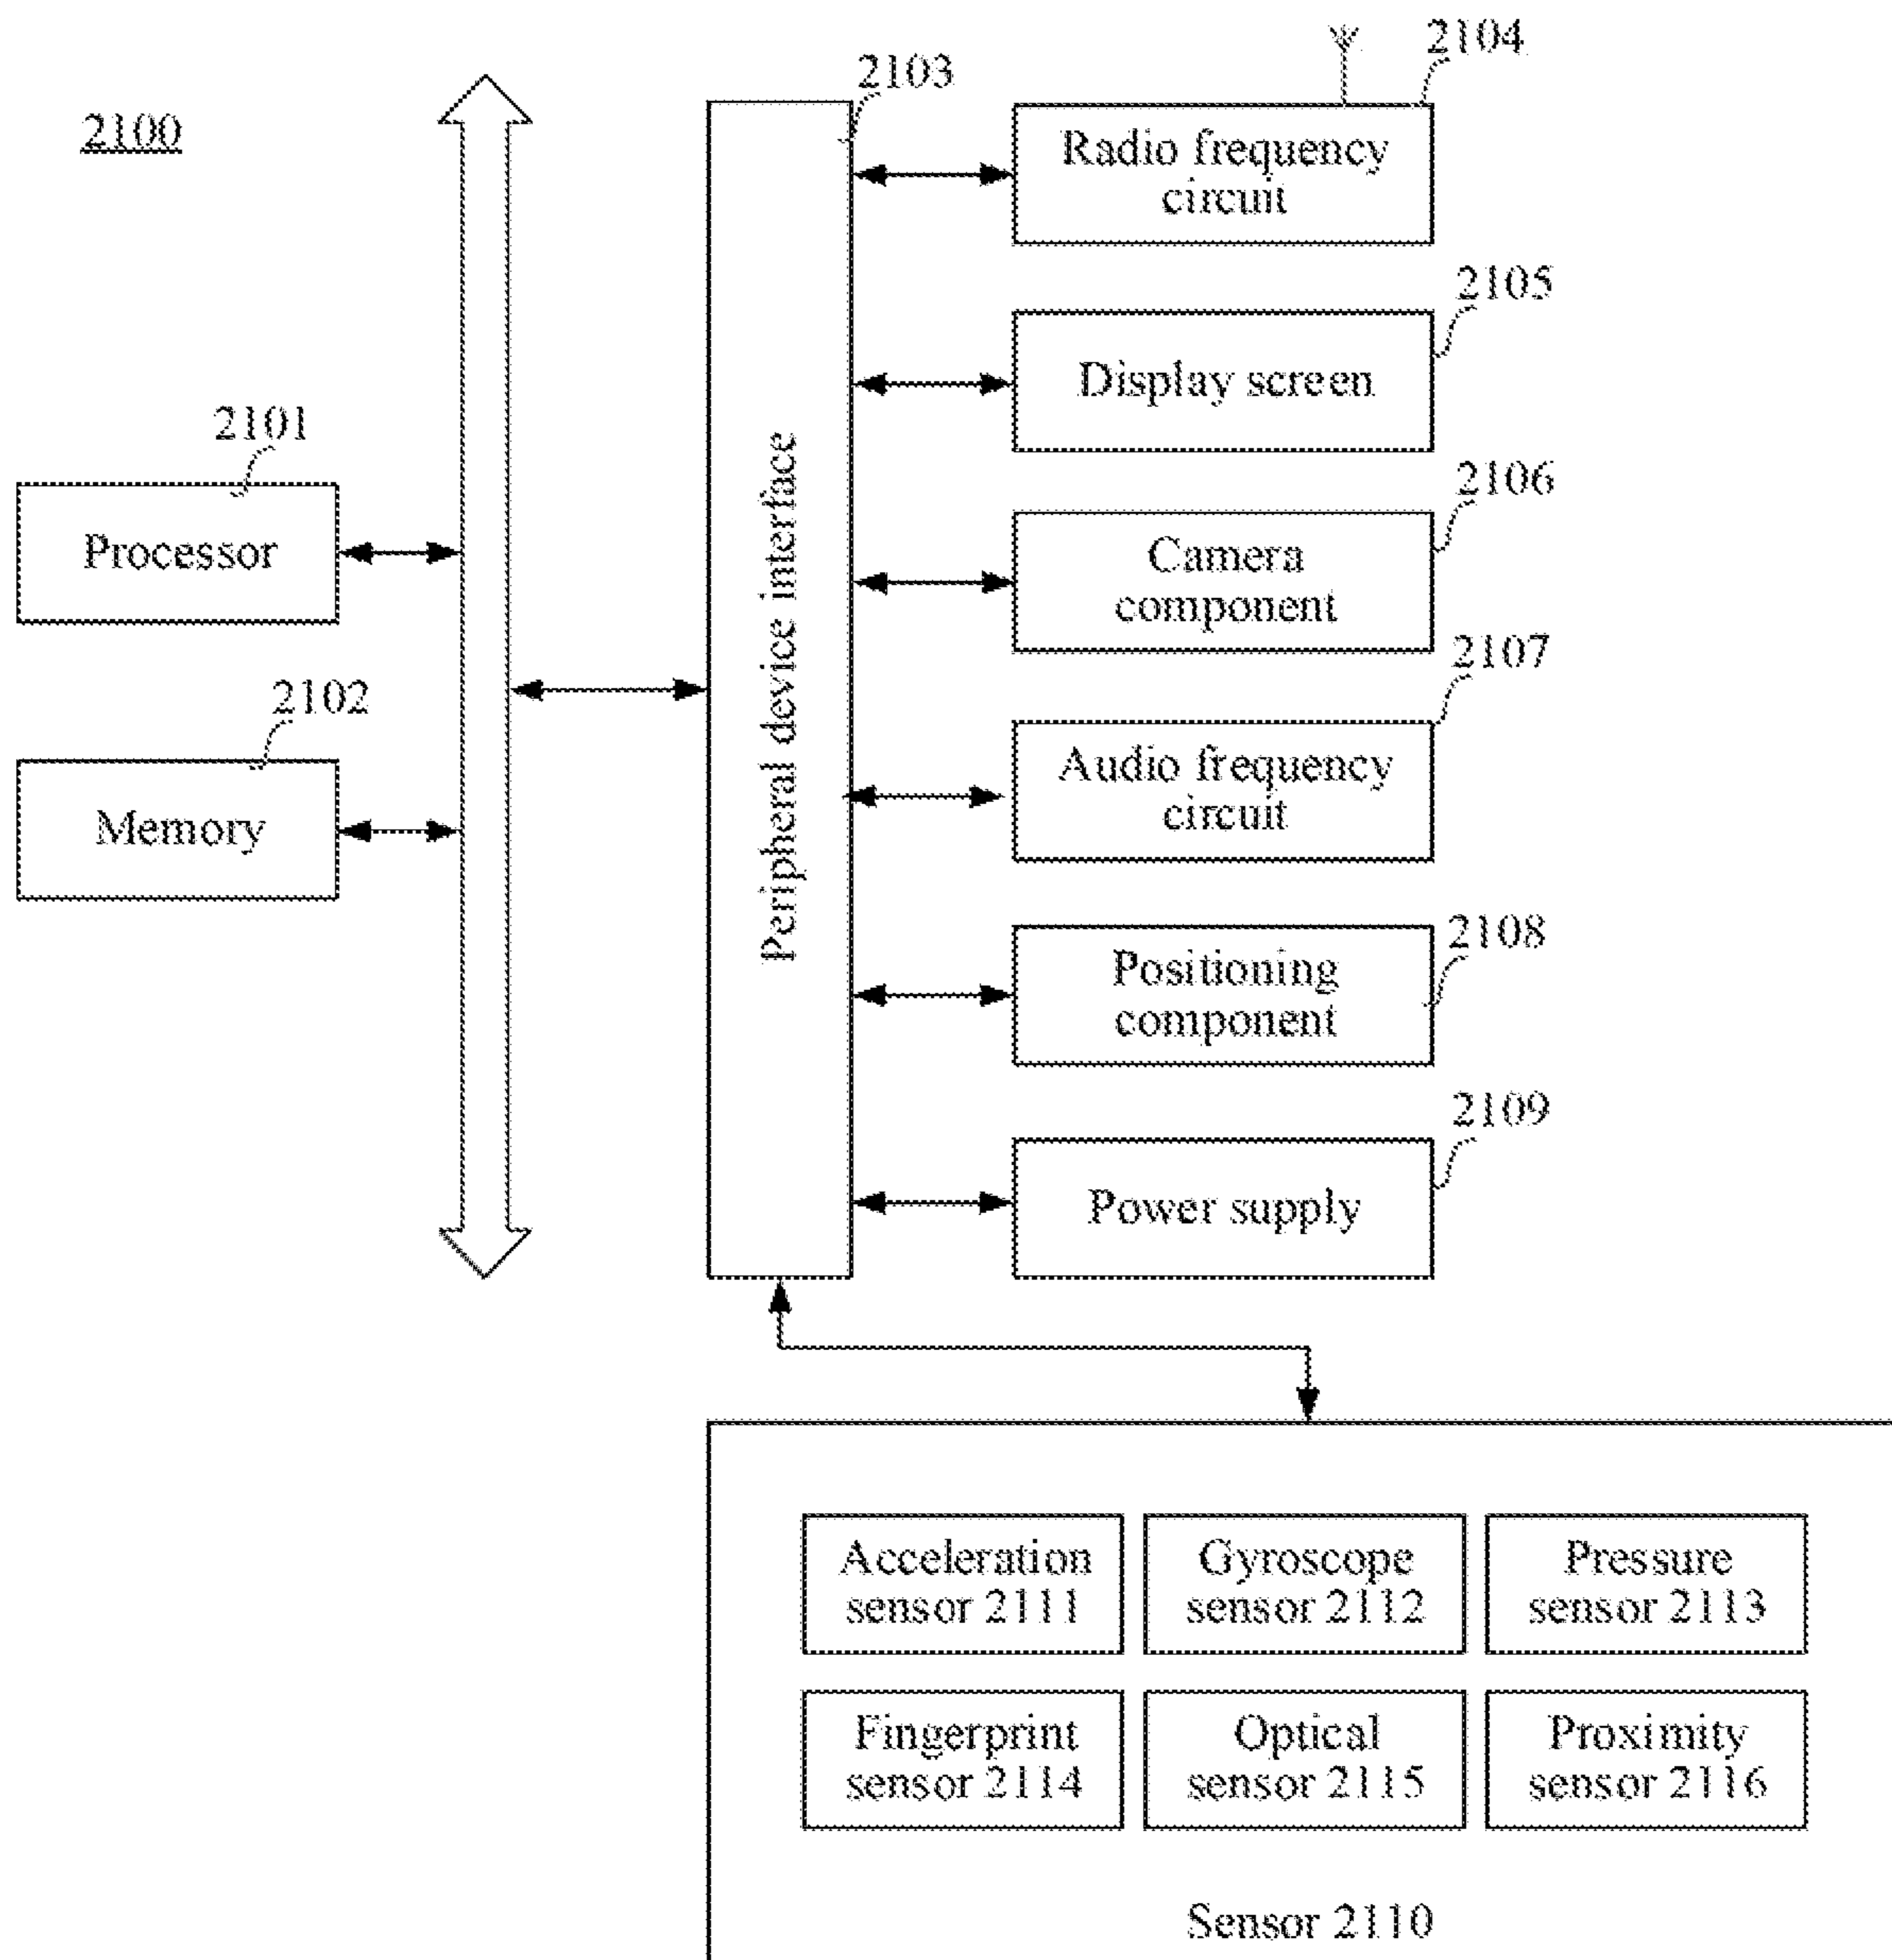 2100
2103
2104
Radio frequency
circuit
2105
Display screen
2101
Processor
2106
Camera
component
Peripheral device interface
2102
Memory
2107
Audio frequency
circuit
2108
Positioning
component
2109
Power supply
Acceleration
sensor 2111
Gyroscope
sensor 2112
Pressure
sensor 2113
Fingerprint
sensor 2114
Optical
sensor 2115
Proximity
sensor 2116
Sensor 2110